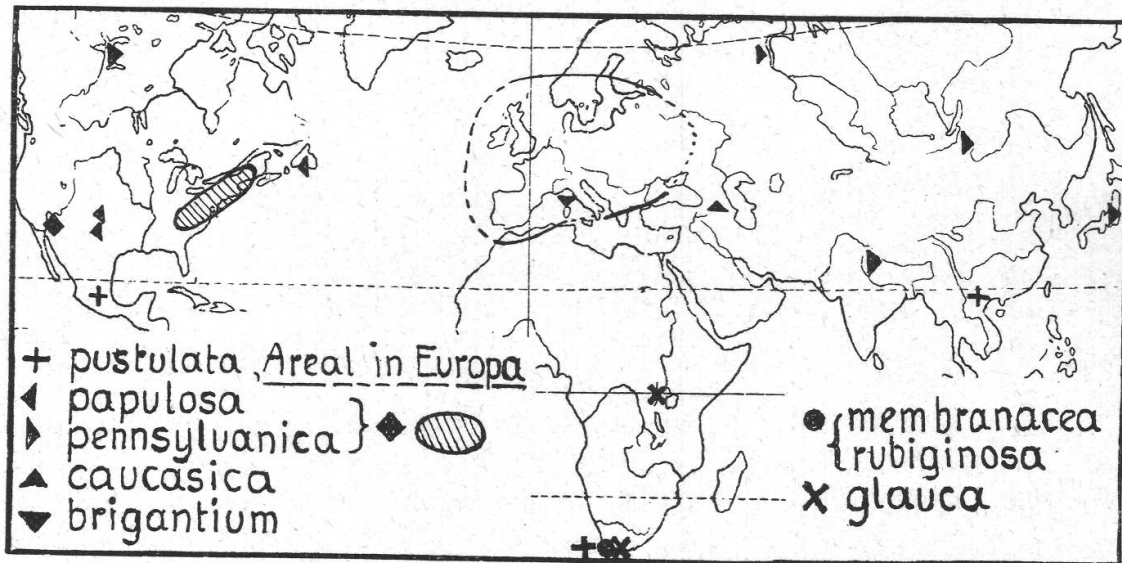 pustulata, Areal in Europa
papulosa
pennsylvanica
caucasica
brigantium
membranacea
rubiginosa
glauca